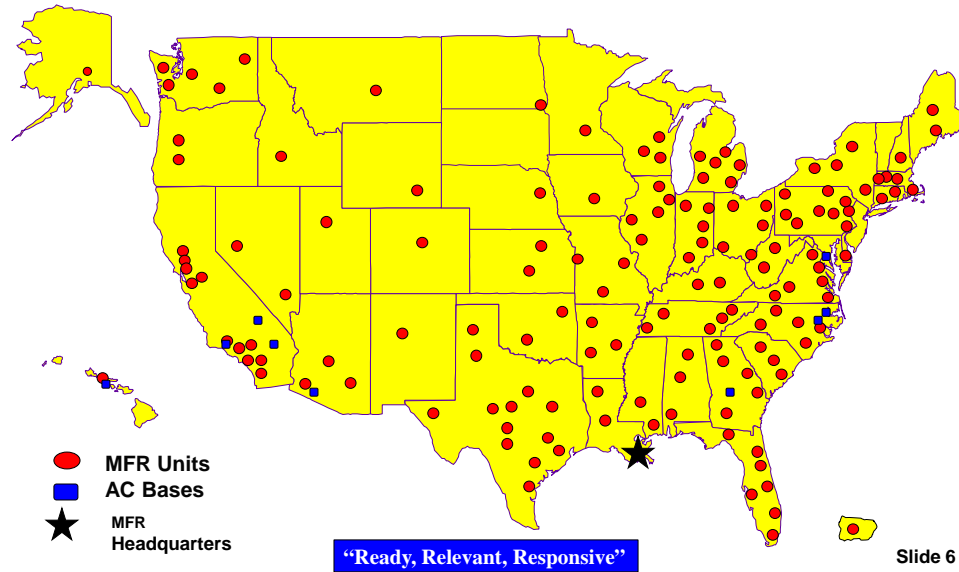 MFR Units
AC Bases
MFR
Headquarters
“Ready, Relevant, Responsive”
Slide 6